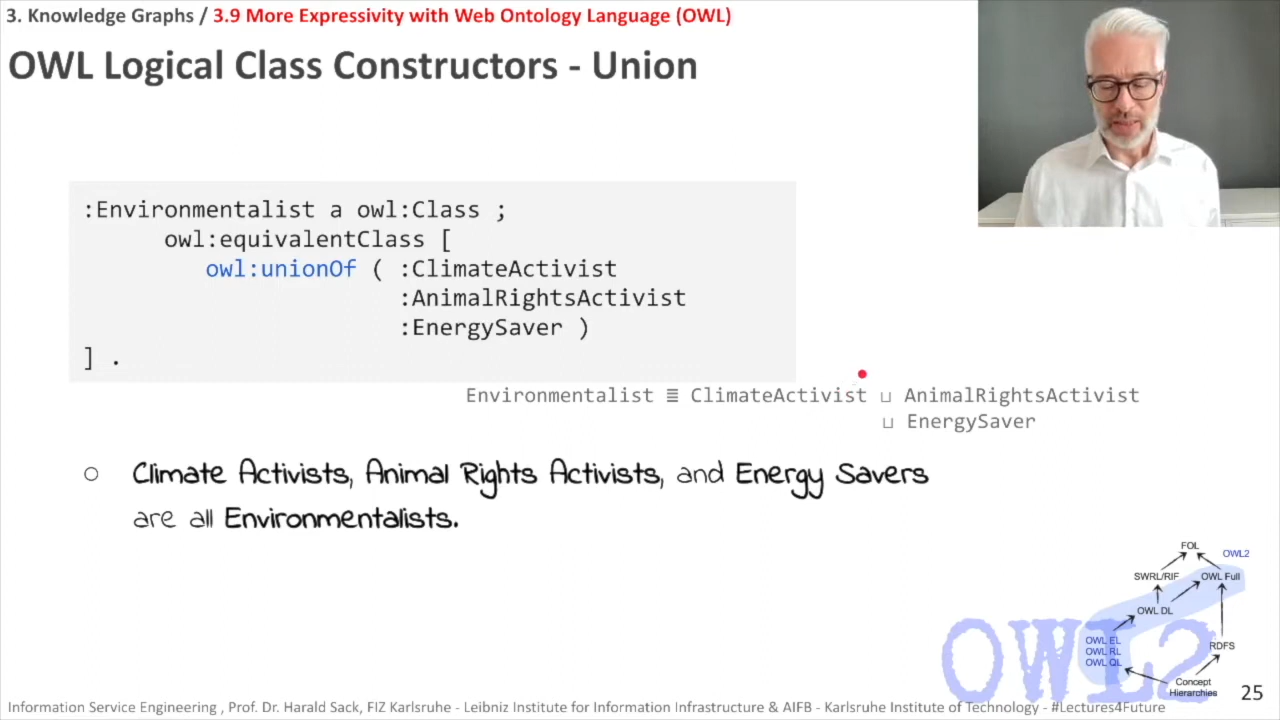 3. Knowledge Graphs / 3.9 More Expressivity with Web Ontology Language (OWL)
OWL Logical Class Constructors - Union
:Environmentalist a owl:Class ;
owl:equivalentClass [
owl:unionOf ( :ClimateActivist
:AnimalRightsActivist
:EnergySaver )
] .
Environmentalist ≣ ClimateActivist ⊔ AnimalRightsActivist
⊔ EnergySaver
○ Climate Activists, Animal Rights Activists, and Energy Savers
are all Environmentalists.
FOL
OWL2
SWRL/RIF
OWL Full
OWL DL
OWL EL
OWL RL
OWL QL
RDFS
Concept
Hierarchies
OWL2
25
Information Service Engineering , Prof. Dr. Harald Sack, FIZ Karlsruhe - Leibniz Institute for Information Infrastructure & AIFB - Karlsruhe Institute of Technology - #Lectures4Future